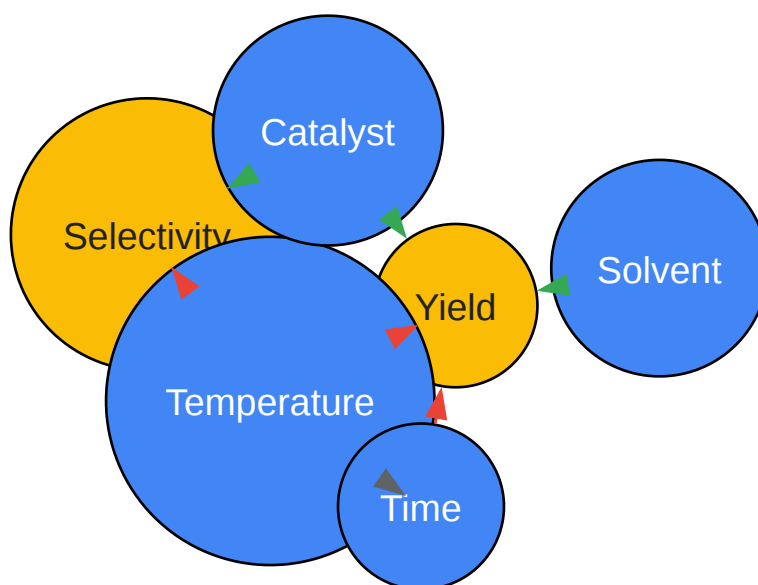 Catalyst
Selectivity
Solvent
Yield
Temperature
Time